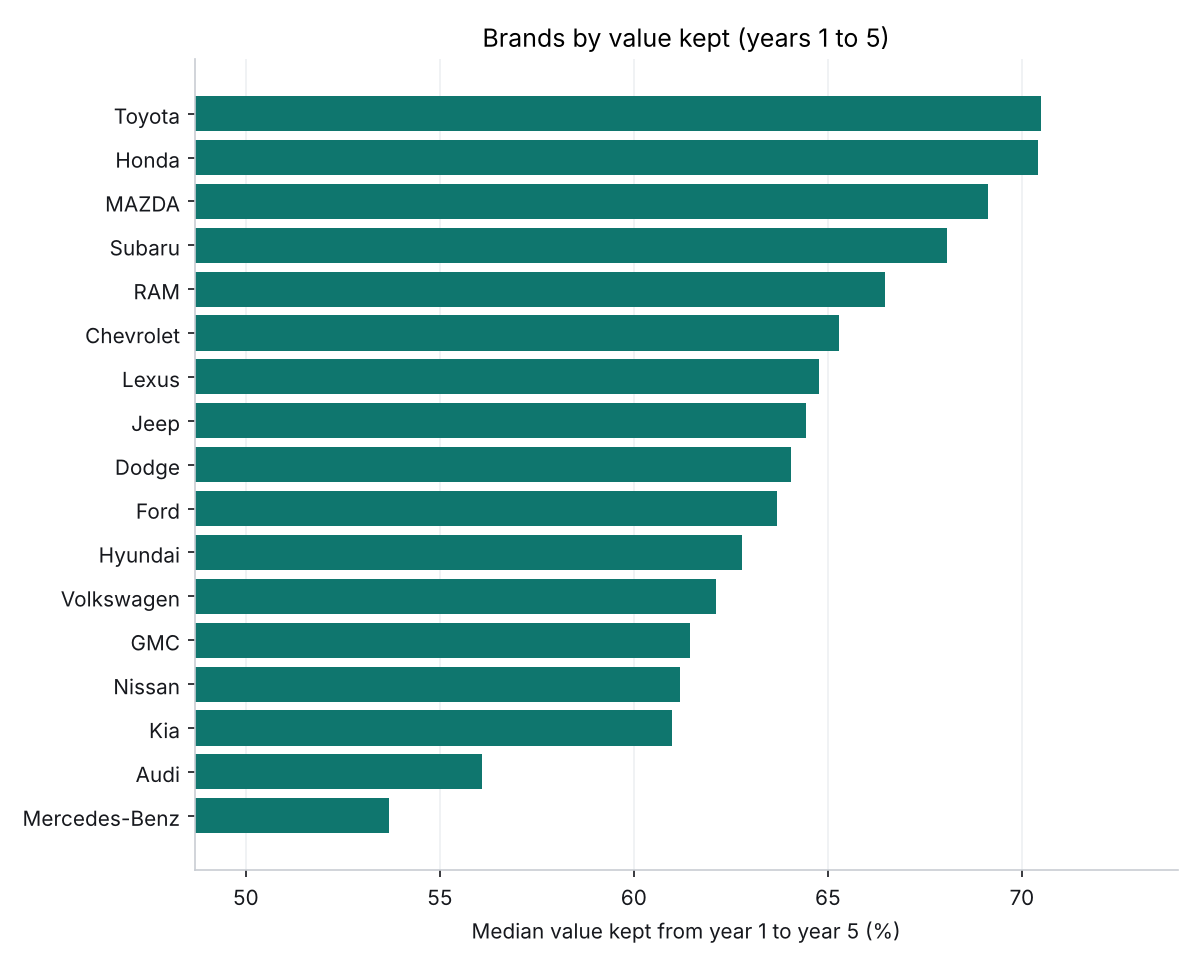 Brands by value kept (years 1 to 5)
Toyota
Honda
MAZDA
Subaru
RAM
Chevrolet
Lexus
Jeep
Dodge
Ford
Hyundai
Volkswagen
GMC
Nissan
Kia
Audi
Mercedes-Benz
50 55 60 65 70
Median value kept from year 1 to year 5 (%)